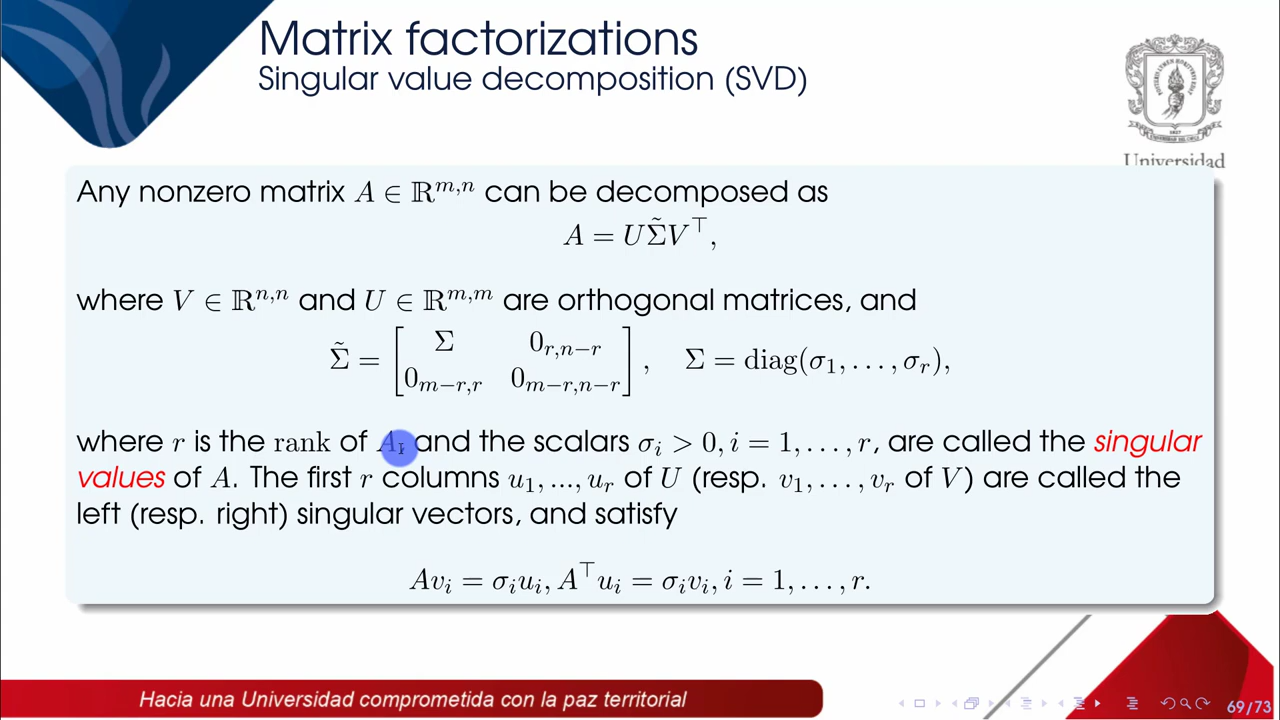 Matrix factorizations
Singular value decomposition (SVD)
Universidad
Any nonzero matrix A ∈ ℝ^{m,n} can be decomposed as
A = UΣ̃V^⊤,
where V ∈ ℝ^{n,n} and U ∈ ℝ^{m,m} are orthogonal matrices, and
Σ̃ = [Σ 0_{r,n−r}; 0_{m−r,r} 0_{m−r,n−r}], Σ = diag(σ_1, . . . , σ_r),
where r is the rank of A, and the scalars σ_i > 0, i = 1, . . . , r, are called the singular
values of A. The first r columns u_1, ..., u_r of U (resp. v_1, . . . , v_r of V) are called the
left (resp. right) singular vectors, and satisfy
Av_i = σ_i u_i, A^⊤u_i = σ_i v_i, i = 1, . . . , r.
Hacia una Universidad comprometida con la paz territorial
69/73